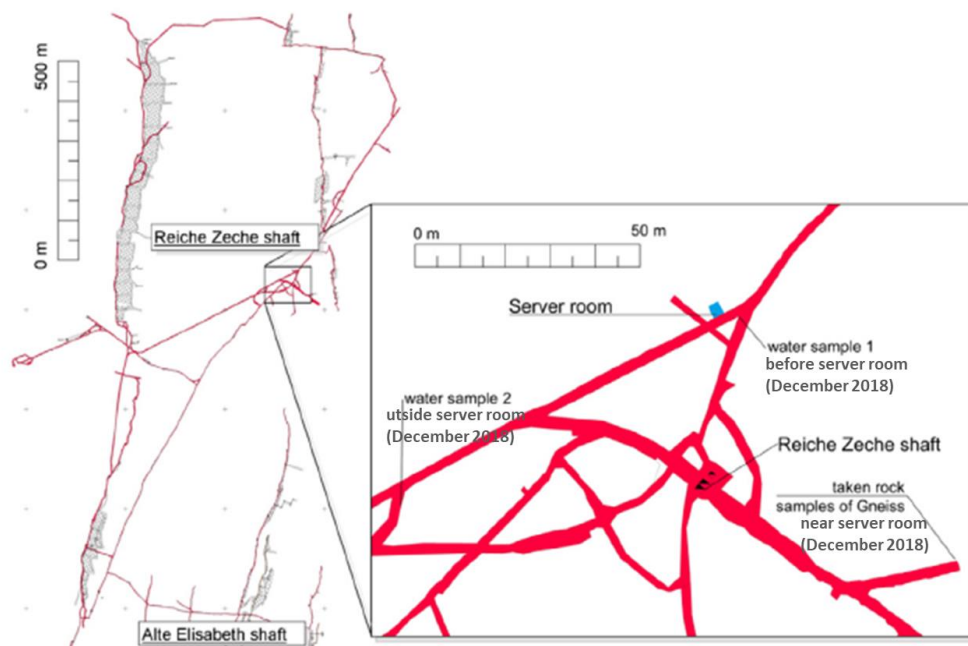 500 m
0 m
Reiche Zeche shaft
Alte Elisabeth shaft
0 m
50 m
Server room
water sample 1
before server room
(December 2018)
water sample 2
utside server room
(December 2018)
Reiche Zeche shaft
taken rock
samples of Gneiss
near server room
(December 2018)